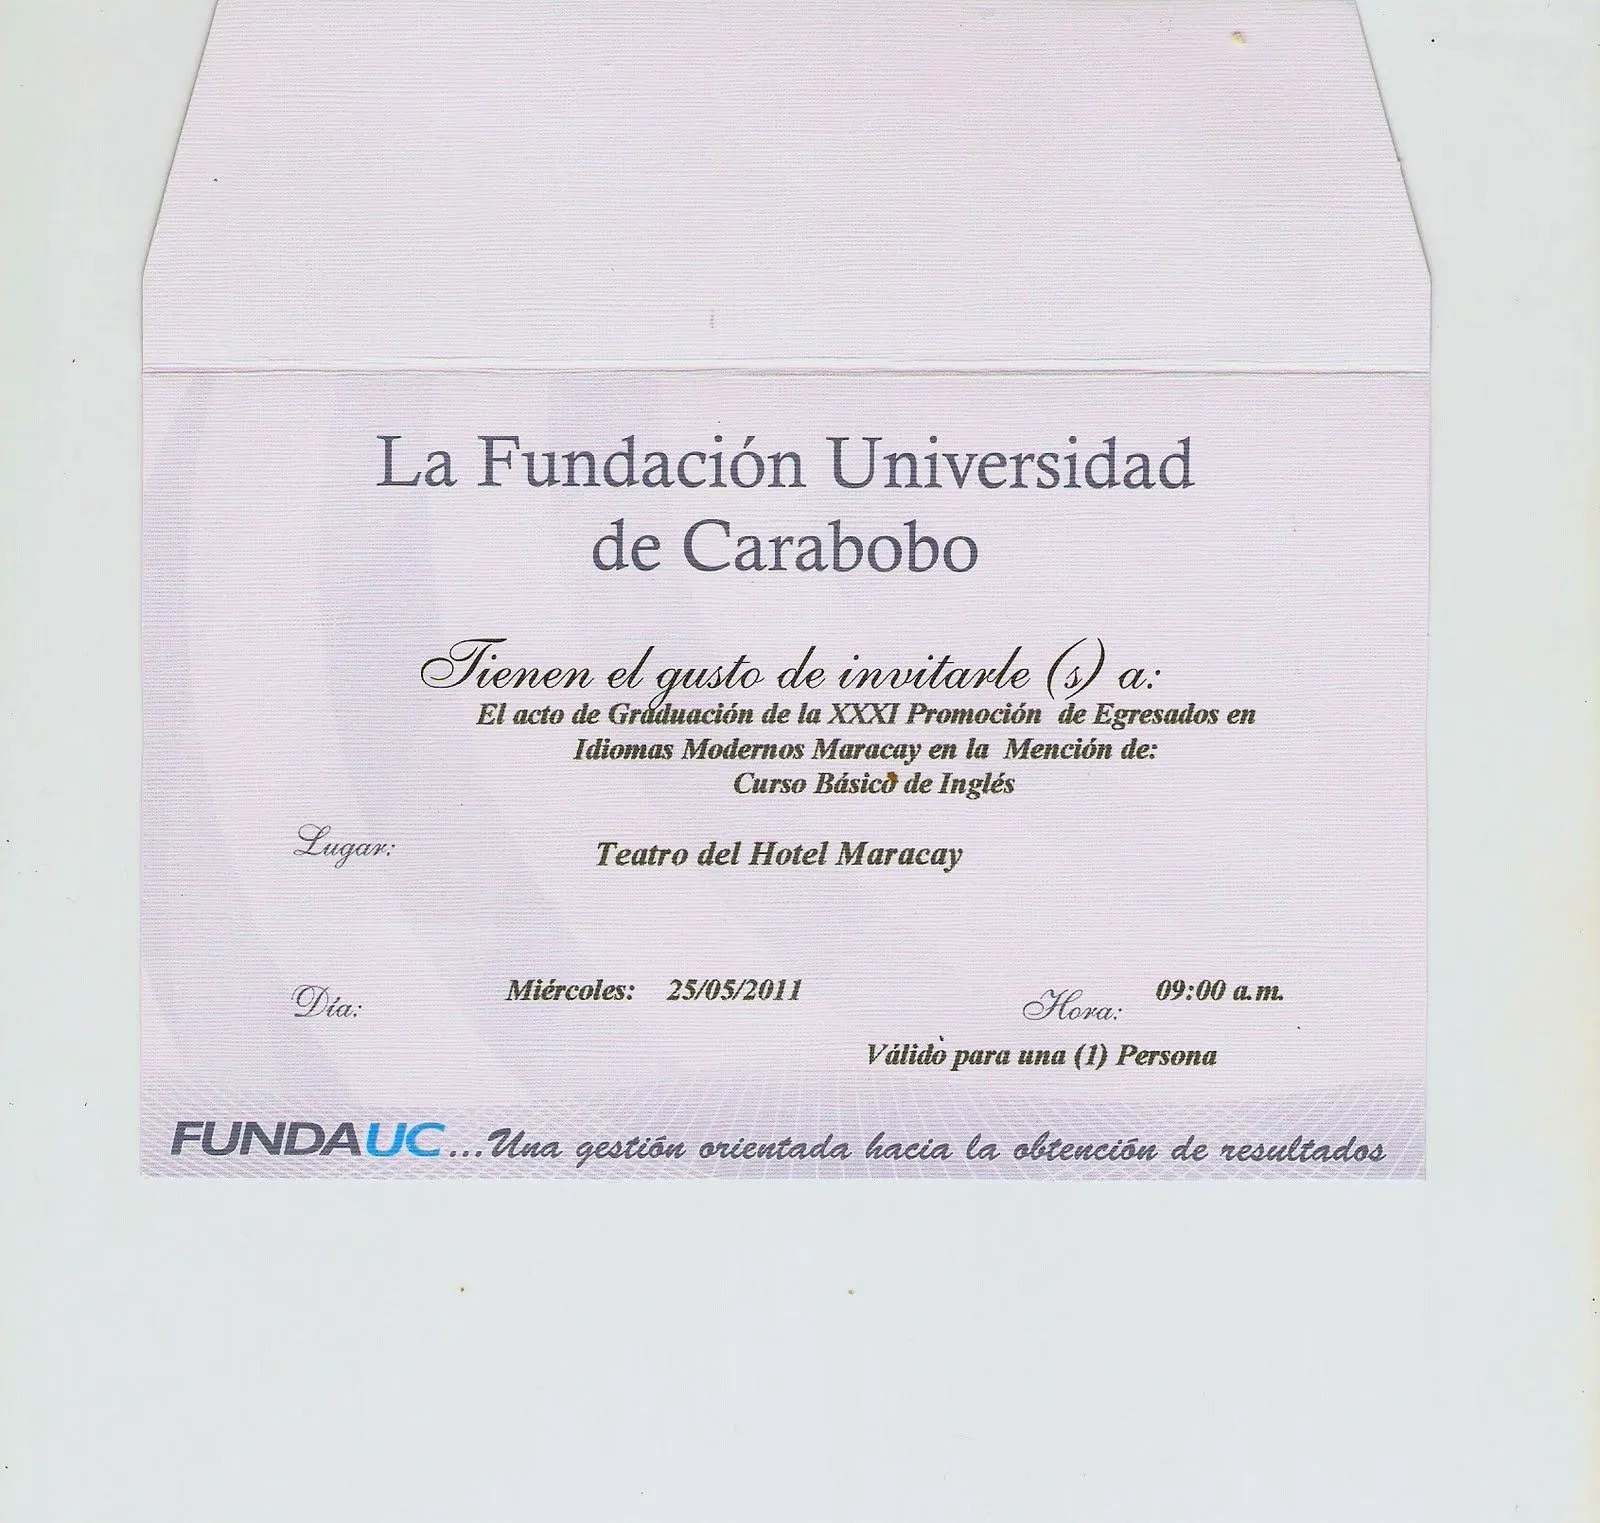 La Fundación Universidad
de Carabobo
Tienen el gusto de invitarle (s) a:
El acto de Graduación de la XXXI Promoción de Egresados en
Idiomas Modernos Maracay en la Mención de:
Curso Básico de Inglés
Lugar: Teatro del Hotel Maracay
Día: Miércoles: 25/05/2011 Hora: 09:00 a.m.
Válido para una (1) Persona
FUNDAUC...Una gestión orientada hacia la obtención de resultados